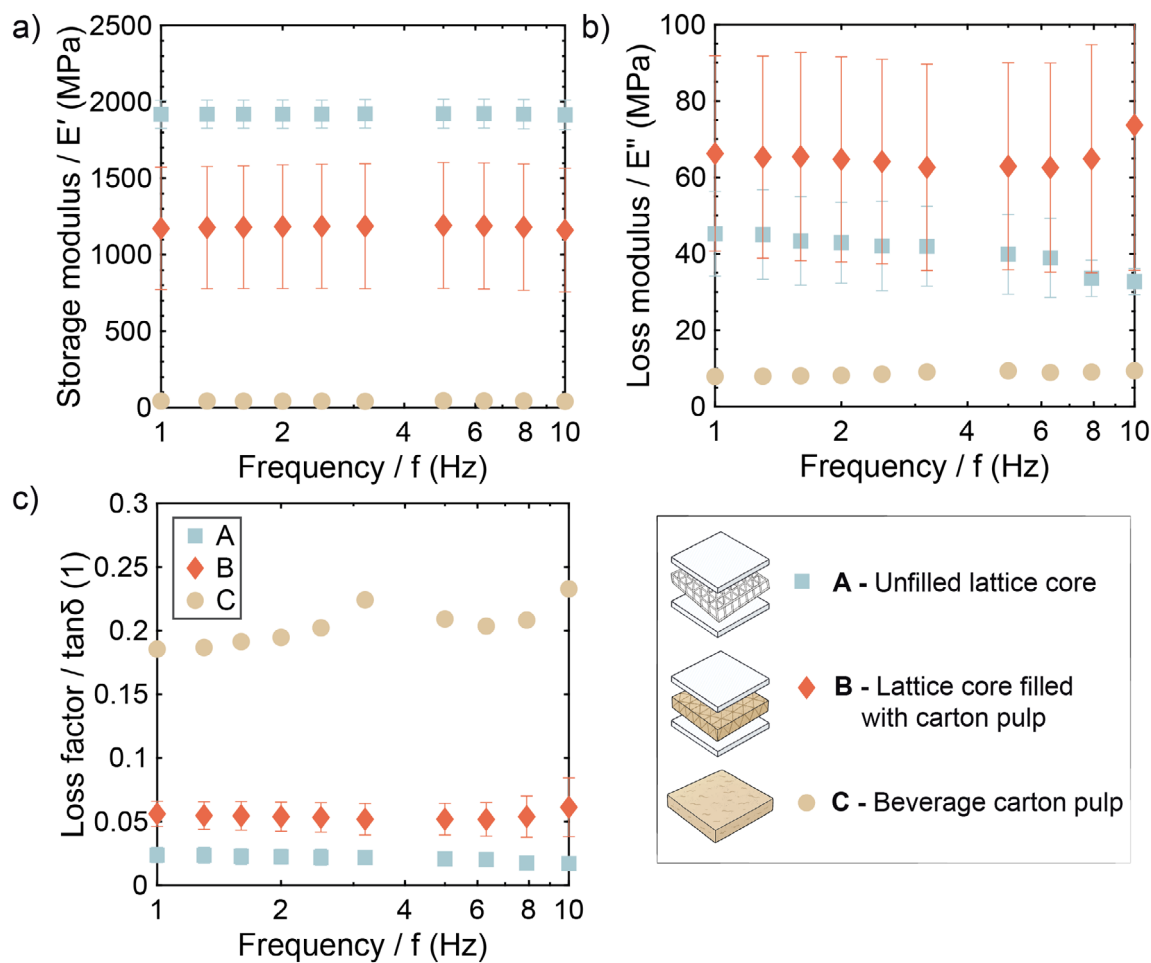 a)
2500
2000
1500
1000
500
0
Storage modulus / E′ (MPa)
1 2 4 6 8 10
Frequency / f (Hz)
b)
100
80
60
40
20
0
Loss modulus / E″ (MPa)
1 2 4 6 8 10
Frequency / f (Hz)
c)
0.3
0.25
0.2
0.15
0.1
0.05
0
Loss factor / tanδ (1)
A
B
C
1 2 4 6 8 10
Frequency / f (Hz)
A - Unfilled lattice core
B - Lattice core filled
with carton pulp
C - Beverage carton pulp